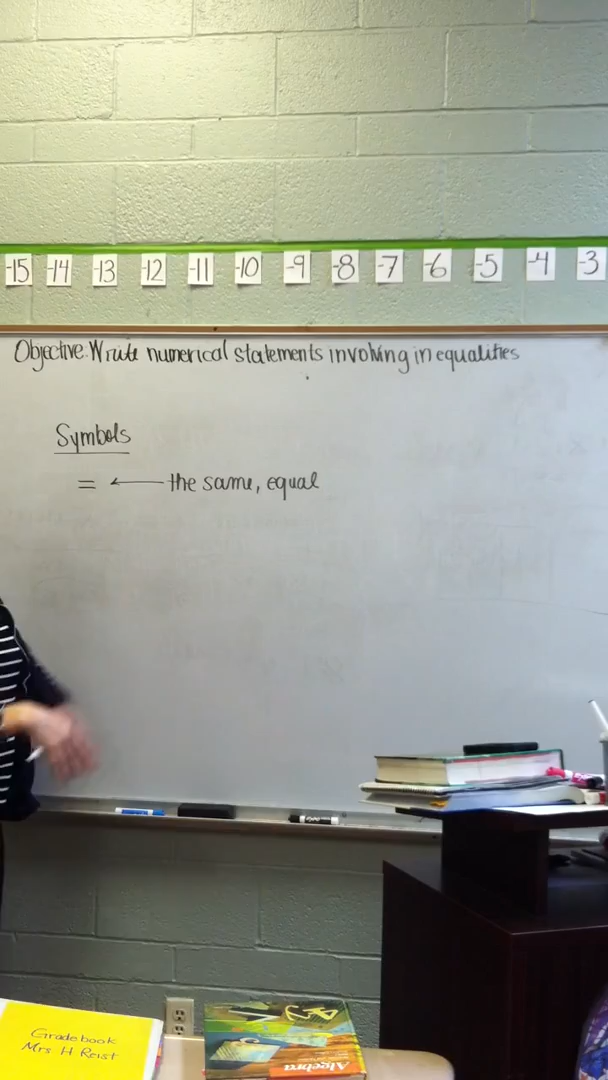 -15 -14 -13 -12 -11 -10 -9 -8 -7 -6 -5 -4 -3
Objective: Write numerical statements involving inequalities
Symbols
= ← the same, equal
Gradebook
Mrs H Reist
Algebra